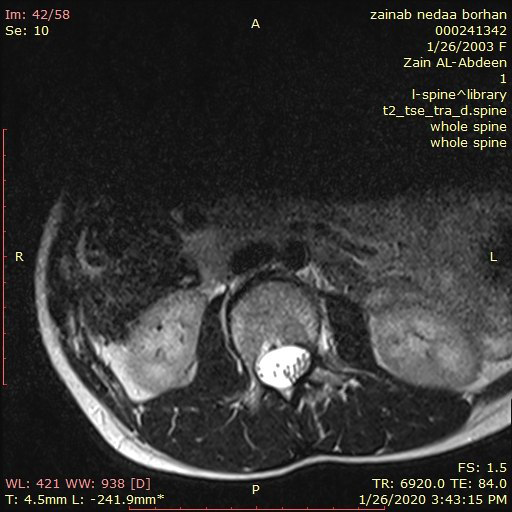 Im: 42/58
Se: 10
A
zainab nedaa borhan
000241342
1/26/2003 F
Zain AL-Abdeen
1
l-spine^library
t2_tse_tra_d.spine
whole spine
whole spine
R
L
WL: 421 WW: 938 [D]
T: 4.5mm L: -241.9mm*
P
FS: 1.5
TR: 6920.0 TE: 84.0
1/26/2020 3:43:15 PM